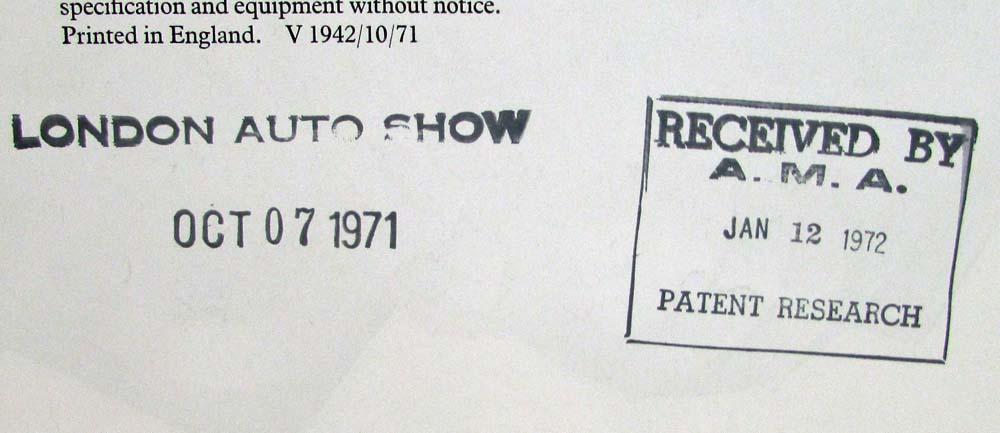 specification and equipment without notice.
Printed in England. V 1942/10/71
LONDON AUTO SHOW
OCT 07 1971
RECEIVED BY
A. M. A.
JAN 12 1972
PATENT RESEARCH